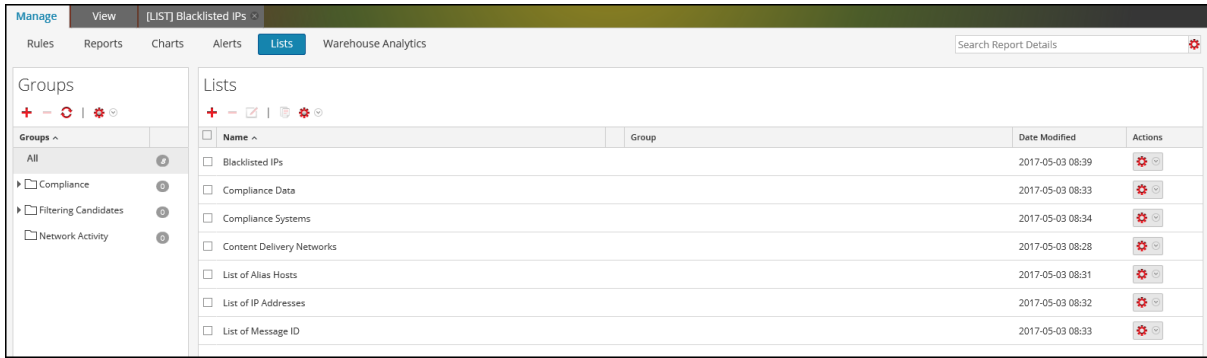 Manage View [LIST] Blacklisted IPs
Rules Reports Charts Alerts Lists Warehouse Analytics Search Report Details
Groups
Groups
All
Compliance 0
Filtering Candidates 0
Network Activity 0
Lists
Name Group Date Modified Actions
Blacklisted IPs 2017-05-03 08:39
Compliance Data 2017-05-03 08:33
Compliance Systems 2017-05-03 08:34
Content Delivery Networks 2017-05-03 08:28
List of Alias Hosts 2017-05-03 08:31
List of IP Addresses 2017-05-03 08:32
List of Message ID 2017-05-03 08:33